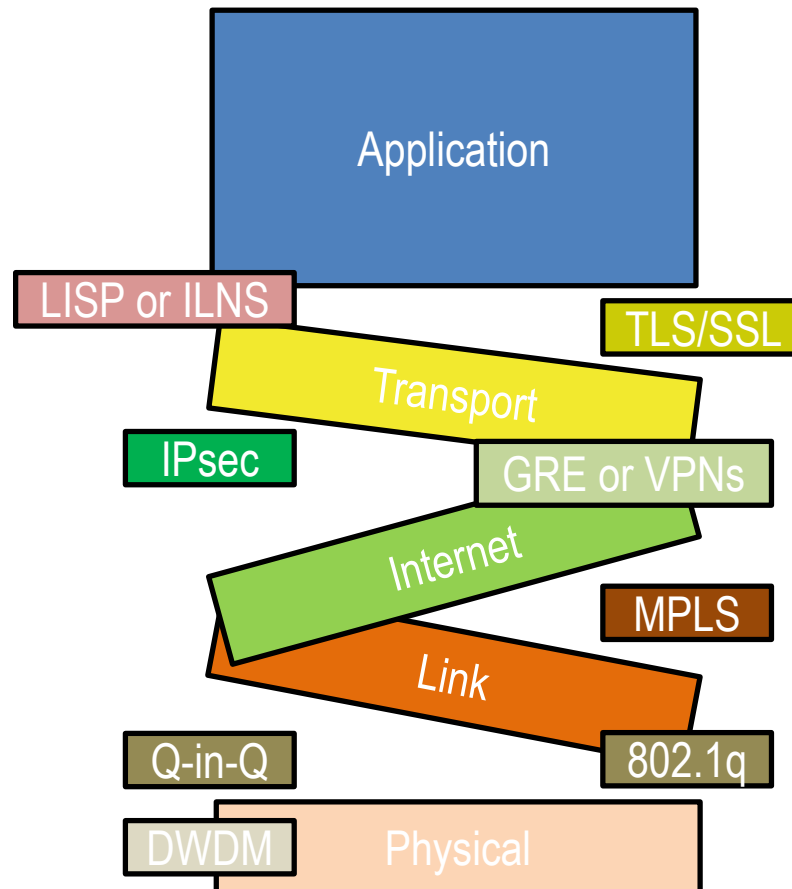 Application
LISP or ILNS
TLS/SSL
Transport
IPsec
GRE or VPNs
Internet
MPLS
Link
Q-in-Q
802.1q
DWDM
Physical